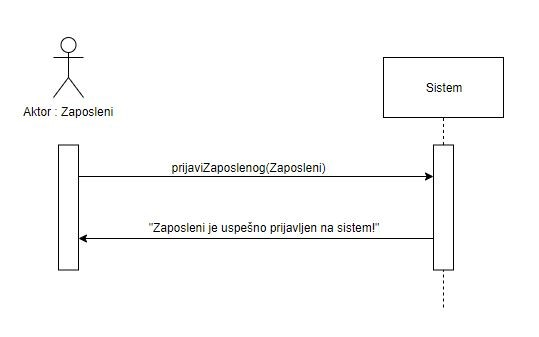 Aktor : Zaposleni
Sistem
prijaviZaposlenog(Zaposleni)
"Zaposleni je uspešno prijavljen na sistem!"